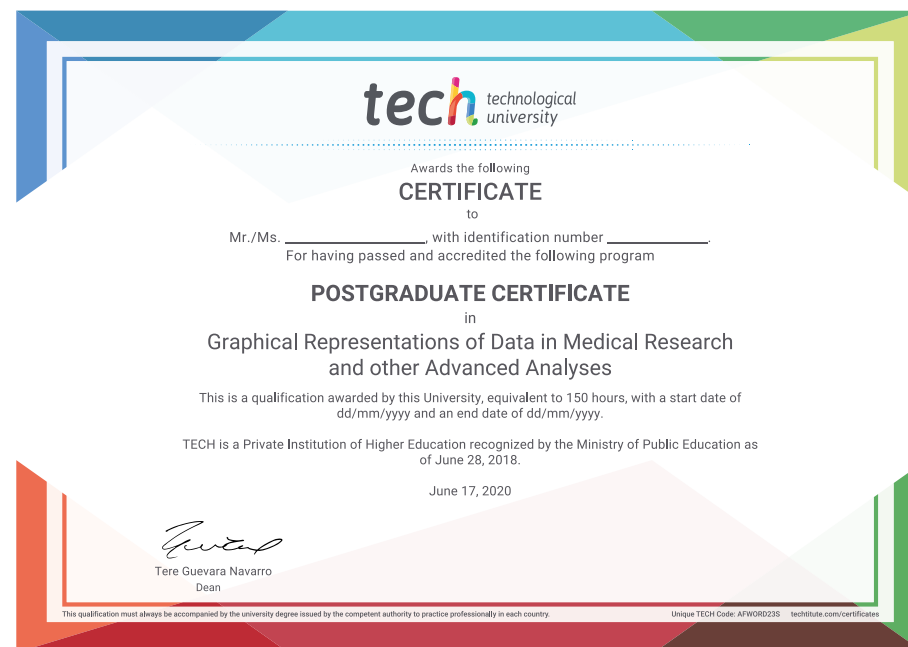 tech technological
university
Awards the following
CERTIFICATE
to
Mr./Ms. ____________________, with identification number ______________.
For having passed and accredited the following program
POSTGRADUATE CERTIFICATE
in
Graphical Representations of Data in Medical Research
and other Advanced Analyses
This is a qualification awarded by this University, equivalent to 150 hours, with a start date of
dd/mm/yyyy and an end date of dd/mm/yyyy.
TECH is a Private Institution of Higher Education recognized by the Ministry of Public Education as
of June 28, 2018.
June 17, 2020
Tere Guevara Navarro
Dean
This qualification must always be accompanied by the university degree issued by the competent authority to practice professionally in each country.
Unique TECH Code: AFWORD23S techtitute.com/certificates